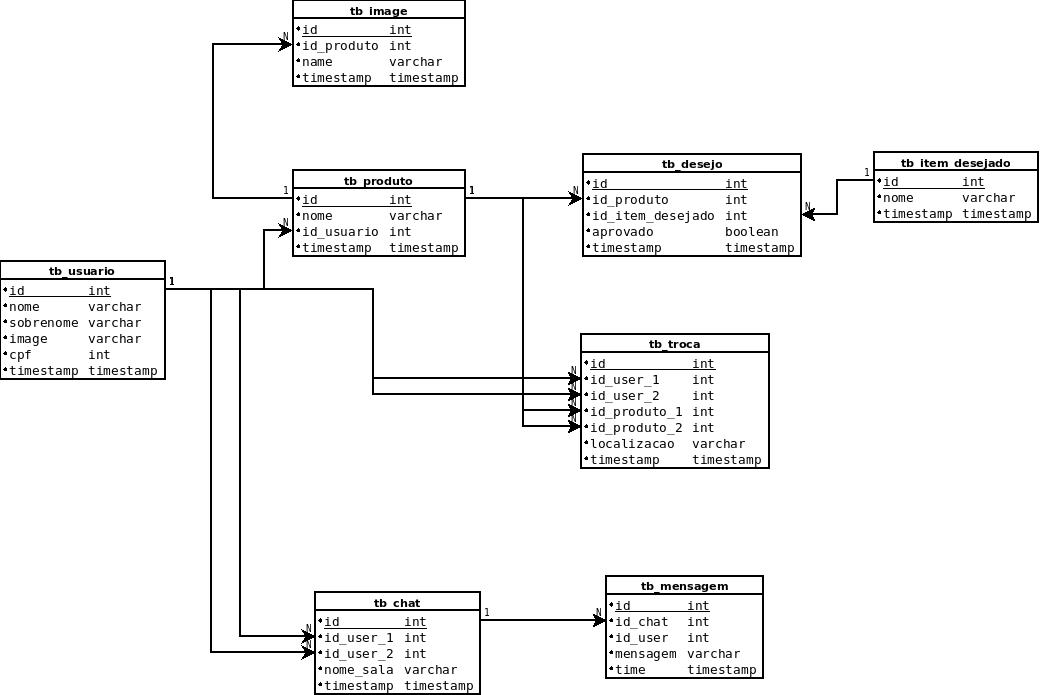 tb_image
id int
id_produto int
name varchar
timestamp timestamp
N
tb_produto
1
id int
nome varchar
id_usuario int
timestamp timestamp
1
N
tb_desejo
N
id int
id_produto int
id_item_desejado int
aprovado boolean
timestamp timestamp
N
tb_item_desejado
1
id int
nome varchar
timestamp timestamp
tb_usuario
1
id int
nome varchar
sobrenome varchar
image varchar
cpf int
timestamp timestamp
tb_troca
id int
N
id_user_1 int
N
id_user_2 int
N
id_produto_1 int
N
id_produto_2 int
localizacao varchar
timestamp timestamp
tb_chat
1
id int
N
id_user_1 int
N
id_user_2 int
nome_sala varchar
timestamp timestamp
tb_mensagem
N
id int
id_chat int
id_user int
mensagem varchar
time timestamp